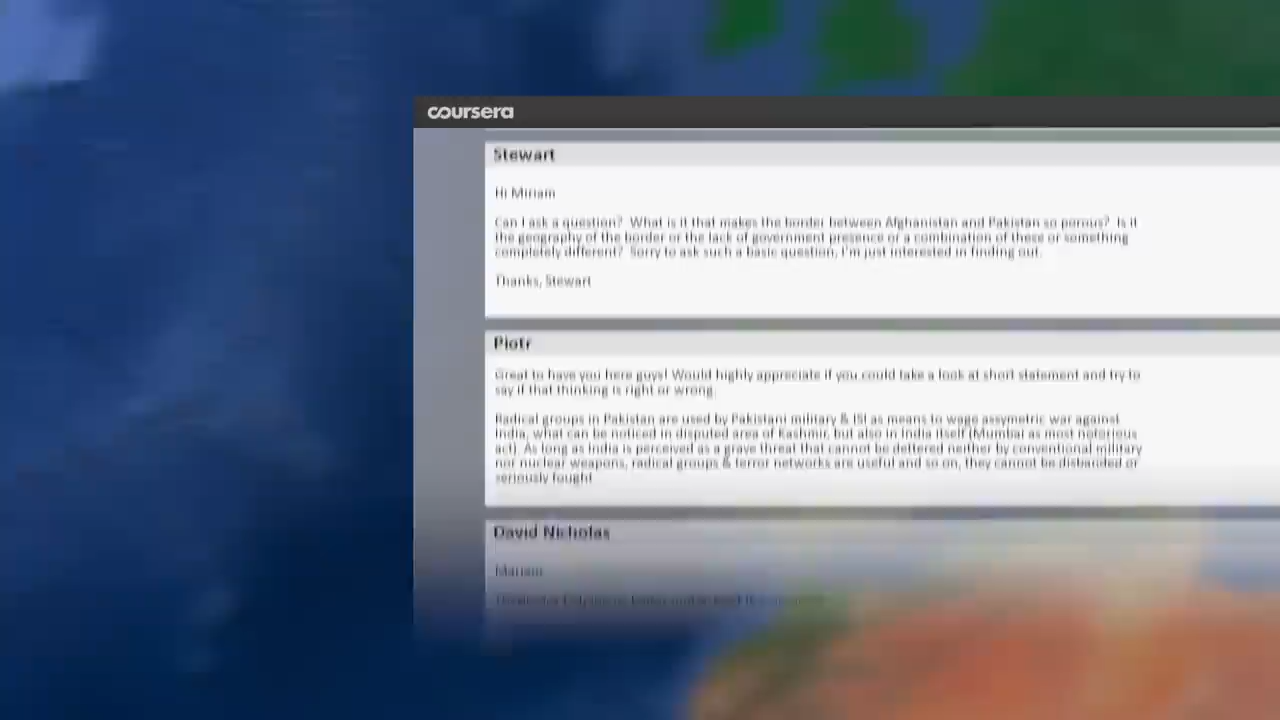 coursera
Stewart
Hi Miriam
Can I ask a question? What is it that makes the border between Afghanistan and Pakistan so porous? Is it
the geography of the border or the lack of government presence or a combination of these or something
completely different? Sorry to ask such a basic question, I'm just interested in finding out.
Thanks, Stewart
Piotr
Great to have you here guys! Would highly appreciate if you could take a look at short statement and try to
say if that thinking is right or wrong.
Radical groups in Pakistan are used by Pakistani military & ISI as means to wage assymetric war against
India, what can be noticed in disputed area of Kashmir, but also in India itself (Mumbai as most notorious
act). As long as India is perceived as a grave threat that cannot be deterred neither by conventional military
nor nuclear weapons, radical groups & terror networks are useful and so on, they cannot be disbanded or
seriously fought
David Nicholas
Mariam